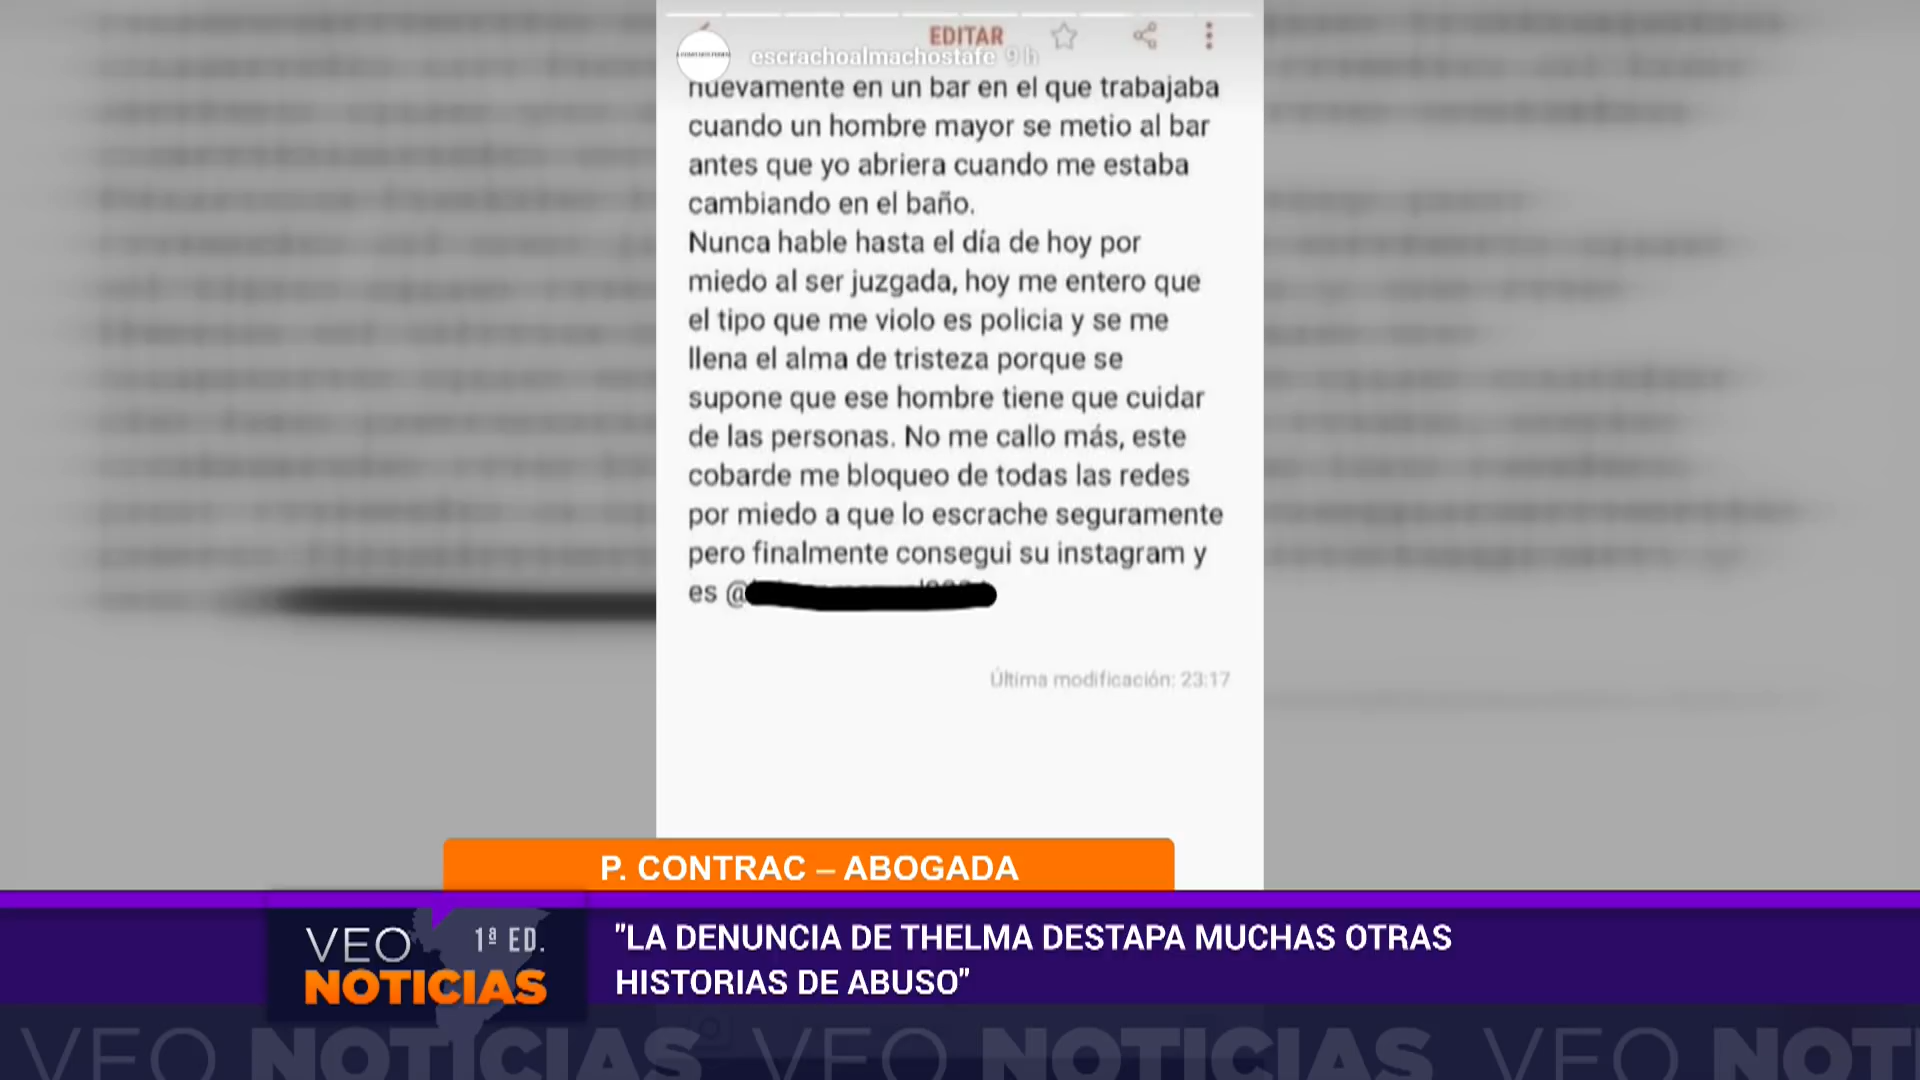 EDITAR
escrachoalmachostafe 9 h
nuevamente en un bar en el que trabajaba
cuando un hombre mayor se metio al bar
antes que yo abriera cuando me estaba
cambiando en el baño.
Nunca hable hasta el día de hoy por
miedo al ser juzgada, hoy me entero que
el tipo que me violo es policia y se me
llena el alma de tristeza porque se
supone que ese hombre tiene que cuidar
de las personas. No me callo más, este
cobarde me bloqueo de todas las redes
por miedo a que lo escrache seguramente
pero finalmente consegui su instagram y
es @
Última modificación: 23:17
P. CONTRAC – ABOGADA
VEO 1ª ED.
NOTICIAS
"LA DENUNCIA DE THELMA DESTAPA MUCHAS OTRAS
HISTORIAS DE ABUSO"
VEO NOTICIAS VEO NOTICIAS VEO NOT